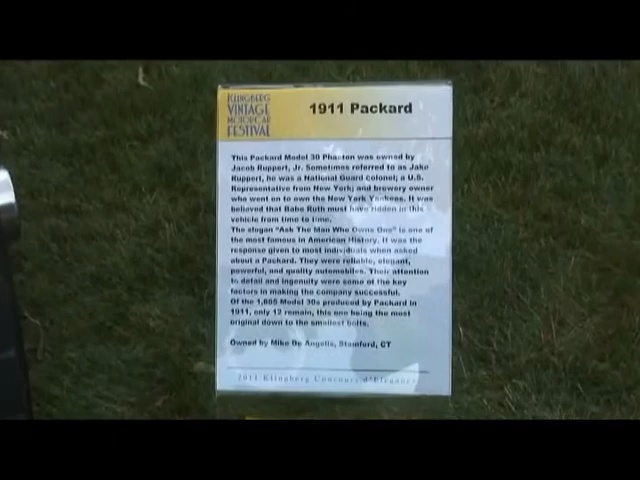 KLINGBERG
VINTAGE
MOTORCAR
FESTIVAL
1911 Packard
This Packard Model 30 Phaeton was owned by
Jacob Ruppert, Jr. Sometimes referred to as Jake
Ruppert, he was a National Guard colonel; a U.S.
Representative from New York; and brewery owner
who went on to own the New York Yankees. It was
believed that Babe Ruth must have ridden in this
vehicle from time to time.
The slogan "Ask The Man Who Owns One" is one of
the most famous in American History. It was the
response given to most individuals when asked
about a Packard. They were reliable, elegant,
powerful, and quality automobiles. Their attention
to detail and ingenuity were some of the key
factors in making the company successful.
Of the 1,865 Model 30s produced by Packard in
1911, only 12 remain, this one being the most
original down to the smallest bolts.
Owned by Mike De Angelis, Stamford, CT
2011 Klingberg Concours d'Elegance